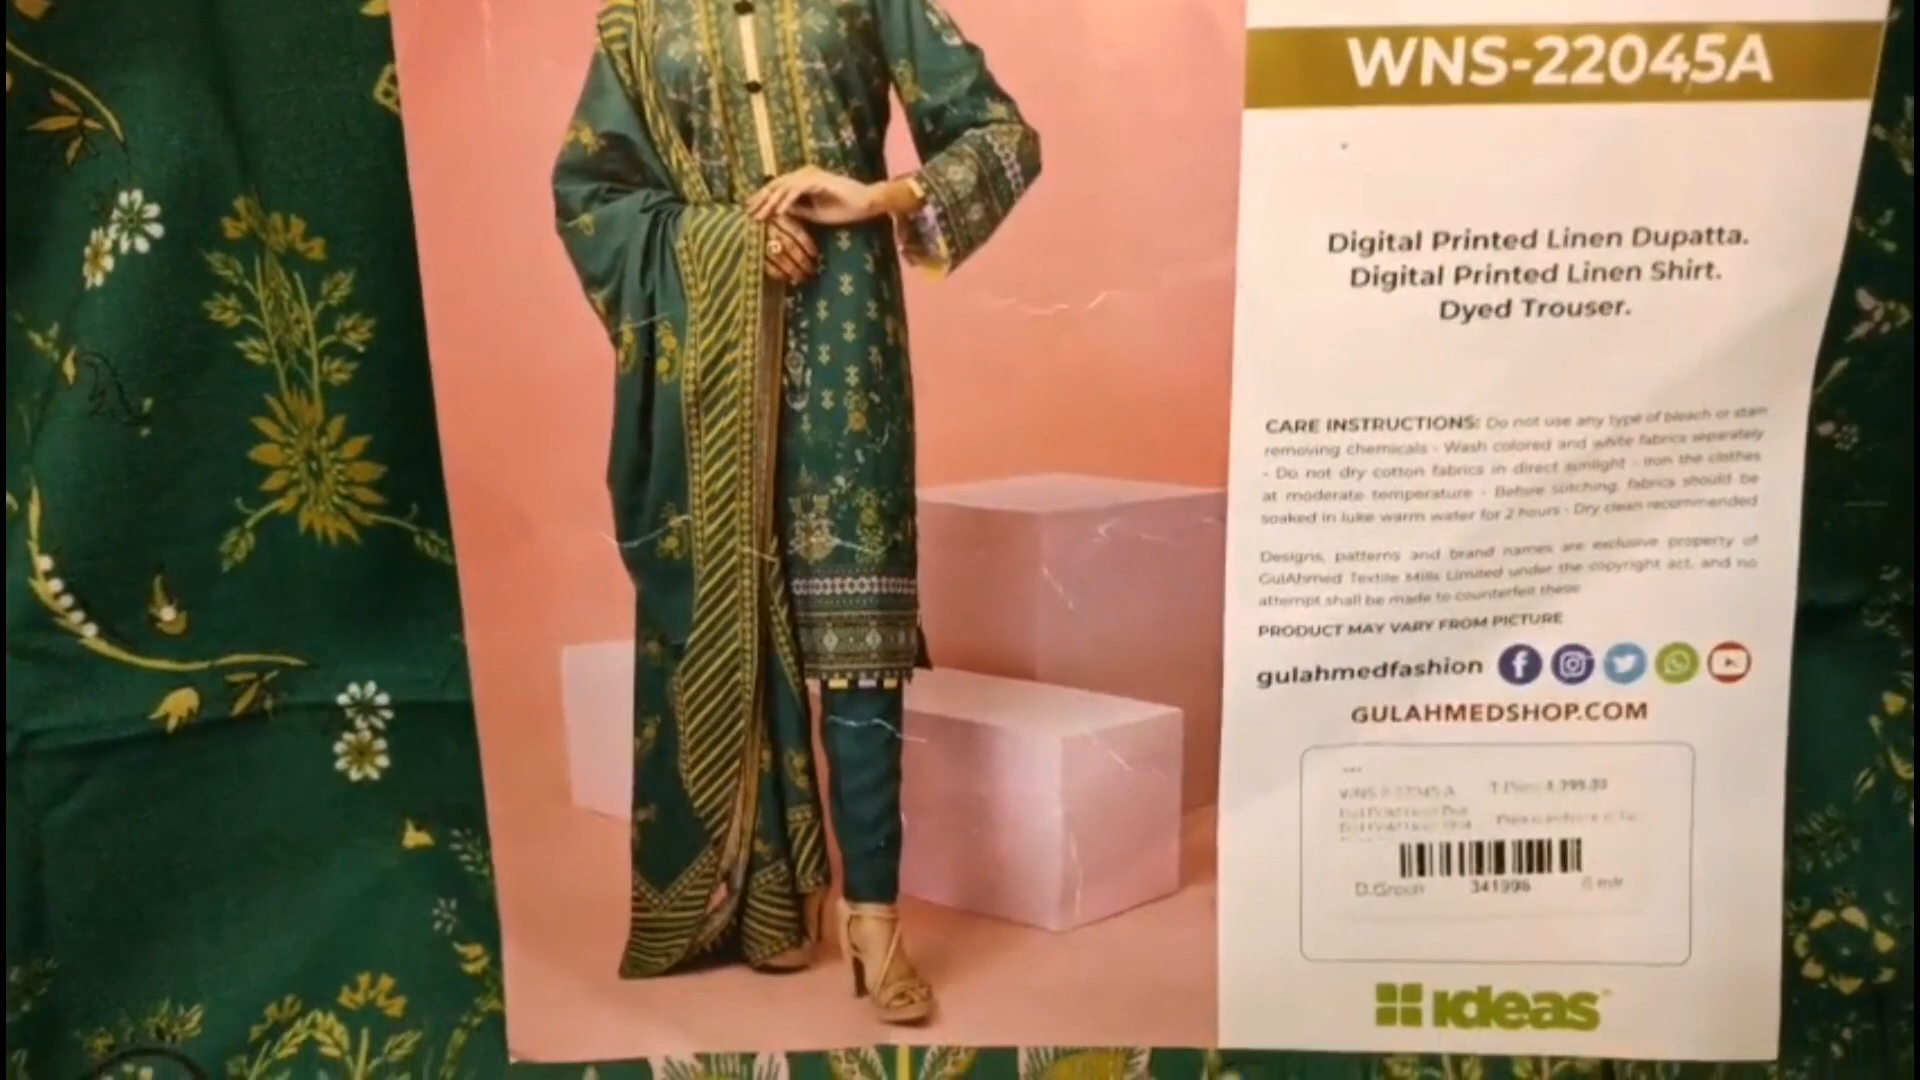 WNS-22045A
Digital Printed Linen Dupatta.
Digital Printed Linen Shirt.
Dyed Trouser.
CARE INSTRUCTIONS: Do not use any type of bleach or stain
removing chemicals - Wash colored and white fabrics separately
- Do not dry cotton fabrics in direct sunlight - Iron the clothes
at moderate temperature - Before stitching, fabrics should be
soaked in luke warm water for 2 hours - Dry clean recommended
Designs, patterns and brand names are exclusive property of
GulAhmed Textile Mills Limited under the copyright act, and no
attempt shall be made to counterfeit these
PRODUCT MAY VARY FROM PICTURE
gulahmedfashion
GULAHMEDSHOP.COM
D.Green 341996 6 mtr
ideas